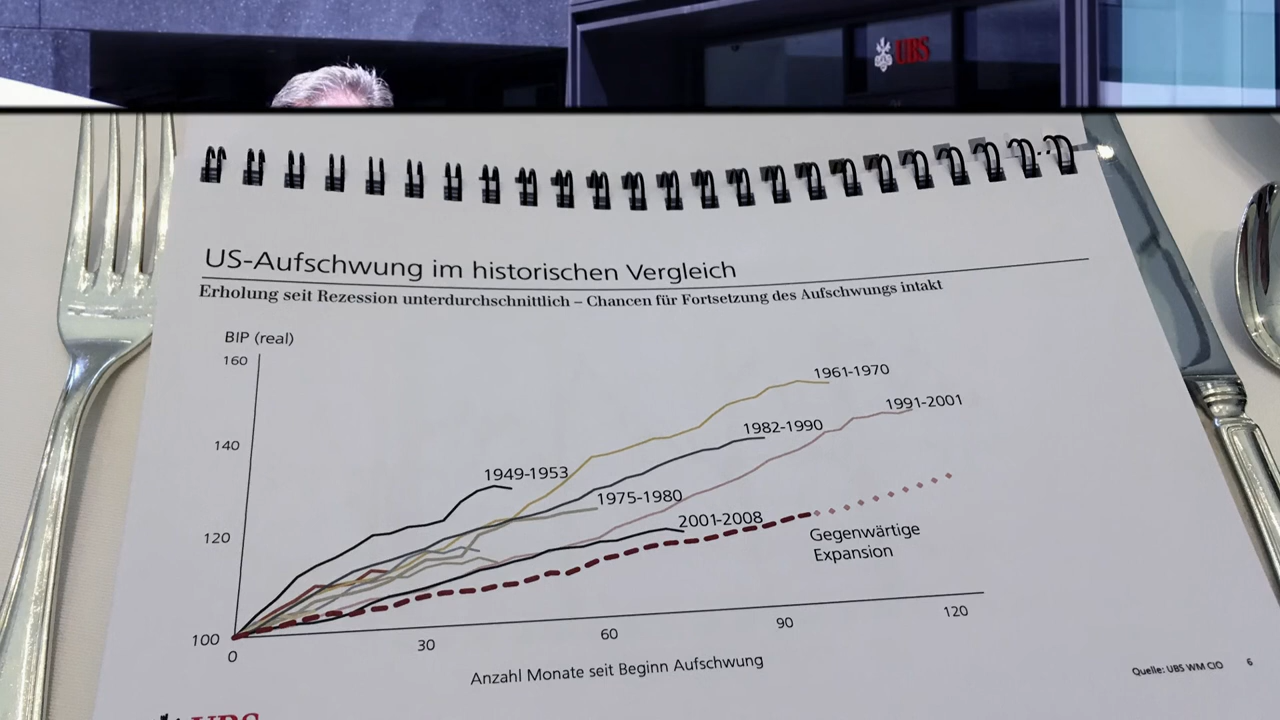 UBS
US-Aufschwung im historischen Vergleich
Erholung seit Rezession unterdurchschnittlich – Chancen für Fortsetzung des Aufschwungs intakt
BIP (real)
160
140
120
100
1961-1970
1991-2001
1982-1990
1949-1953
1975-1980
2001-2008
Gegenwärtige
Expansion
0
30
60
90
120
Anzahl Monate seit Beginn Aufschwung
Quelle: UBS WM CIO 6
UBS